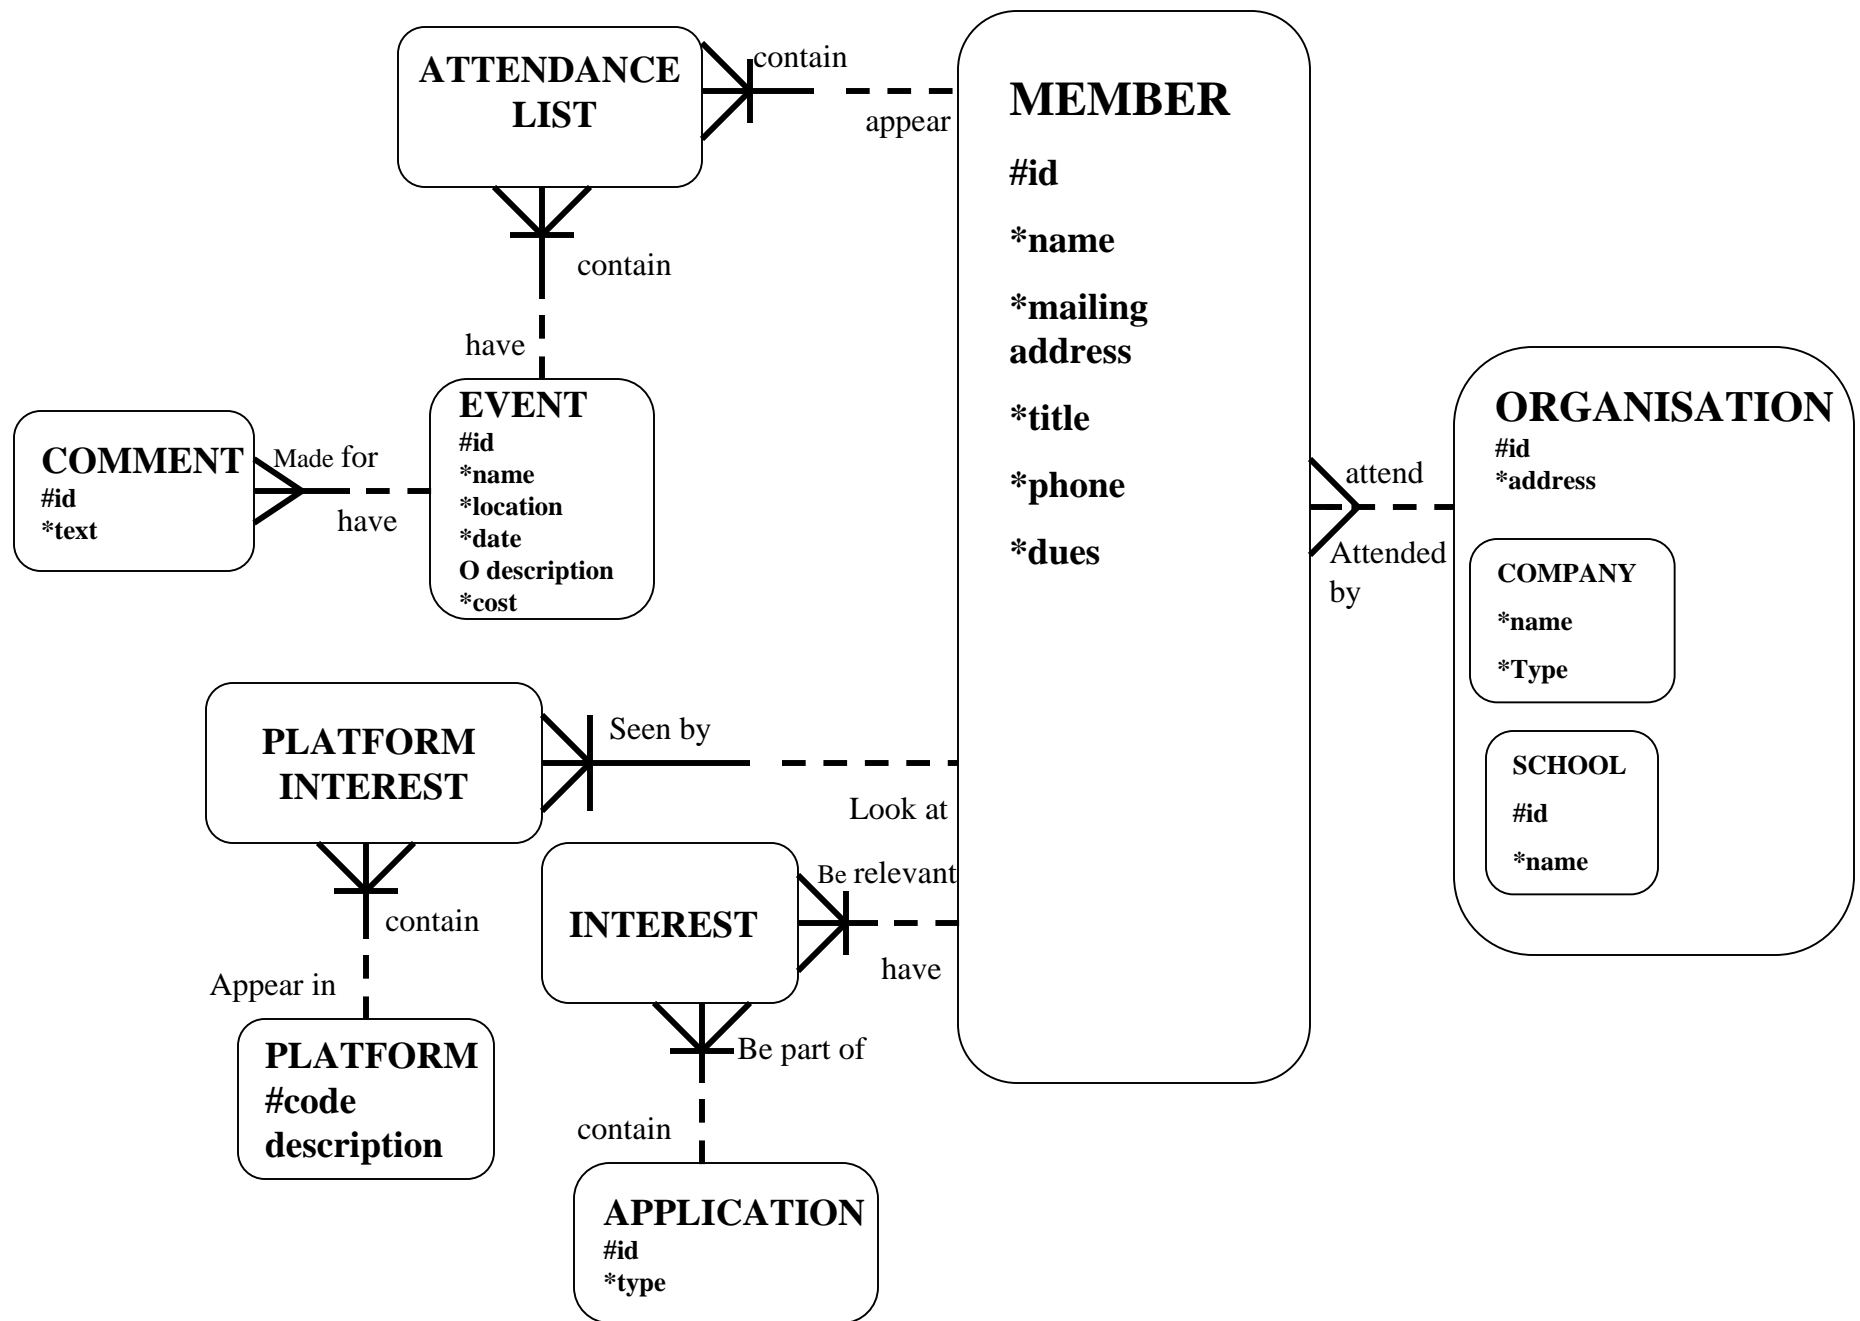 ATTENDANCE
LIST
contain
appear
contain
have
MEMBER
#id
*name
*mailing
address
*title
*phone
*dues
ORGANISATION
#id
*address
COMPANY
*name
*Type
SCHOOL
#id
*name
attend
Attended
by
EVENT
#id
*name
*location
*date
O description
*cost
COMMENT
#id
*text
Made for
have
PLATFORM
INTEREST
Seen by
Look at
contain
Appear in
PLATFORM
#code
description
INTEREST
Be relevant
have
Be part of
contain
APPLICATION
#id
*type